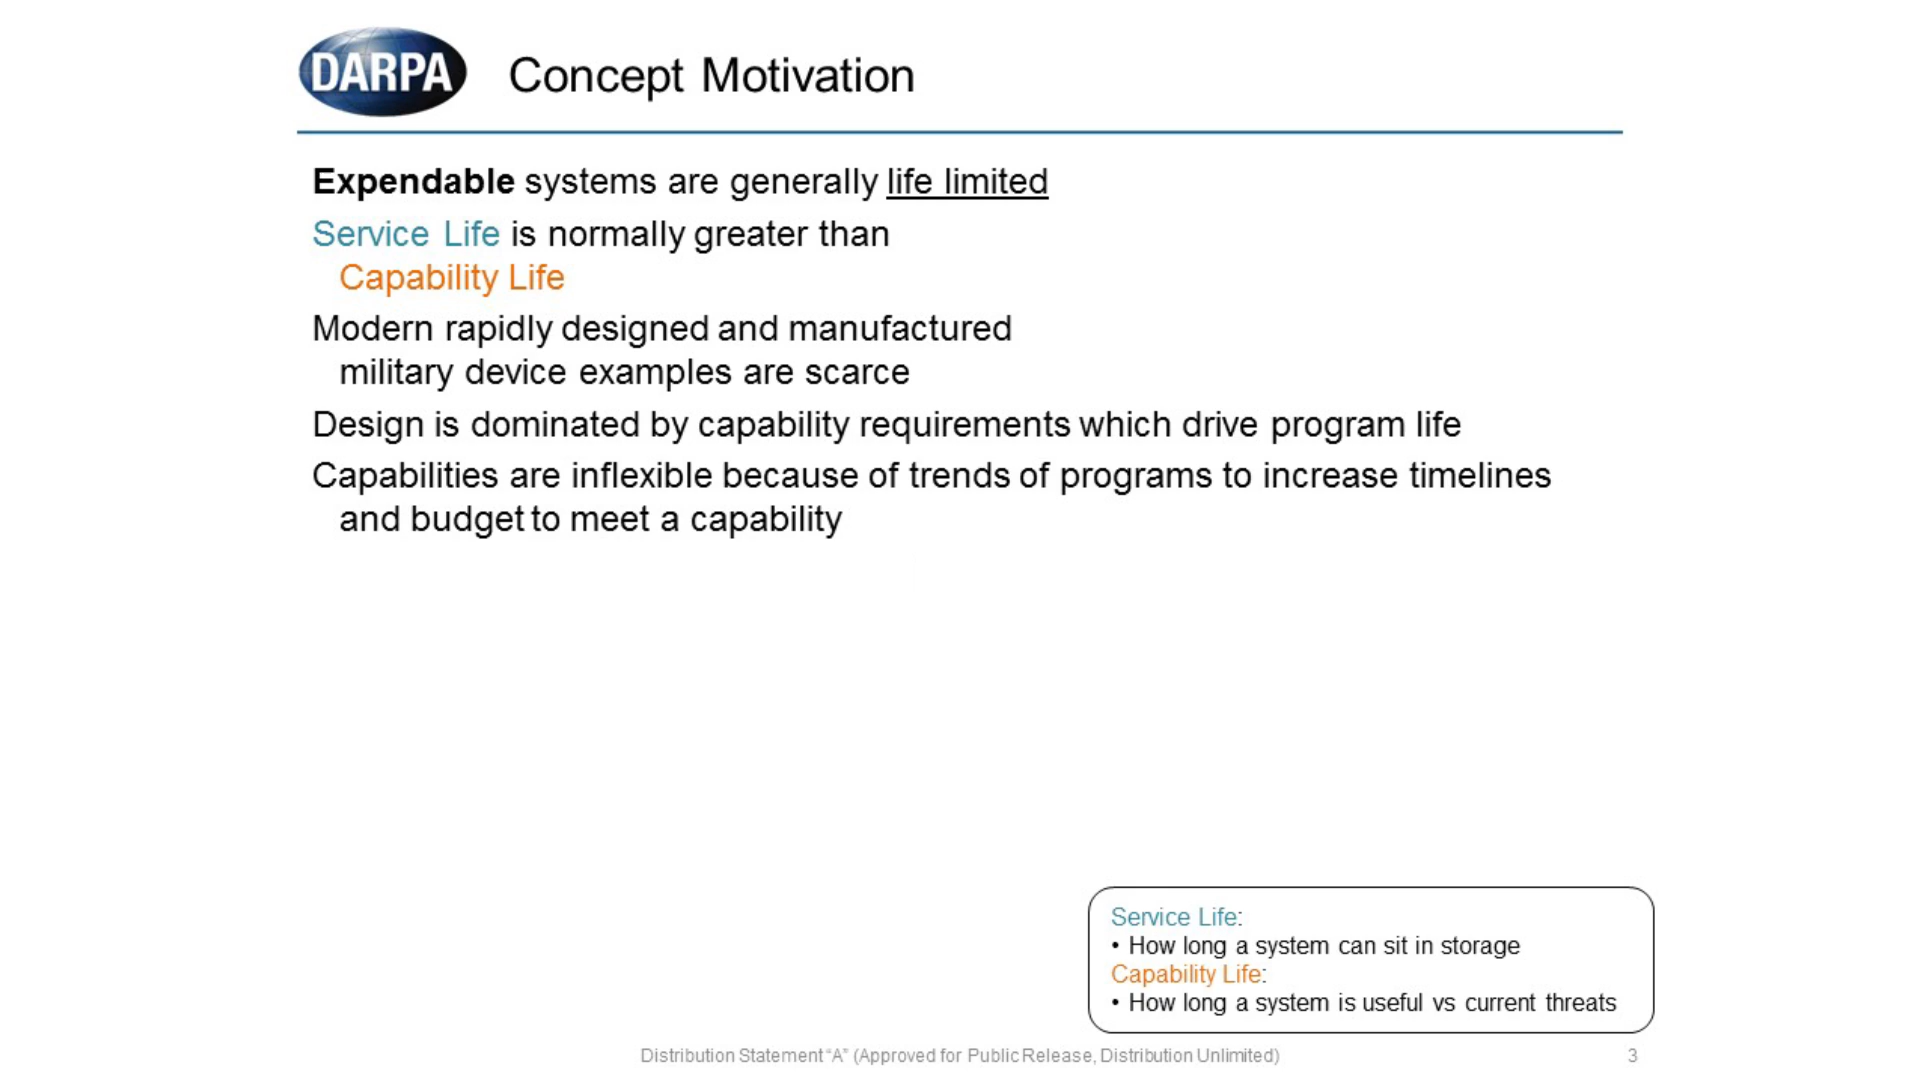 DARPA
Concept Motivation
Expendable systems are generally life limited
Service Life is normally greater than
Capability Life
Modern rapidly designed and manufactured
military device examples are scarce
Design is dominated by capability requirements which drive program life
Capabilities are inflexible because of trends of programs to increase timelines
and budget to meet a capability
Service Life:
• How long a system can sit in storage
Capability Life:
• How long a system is useful vs current threats
Distribution Statement “A” (Approved for Public Release, Distribution Unlimited)
3